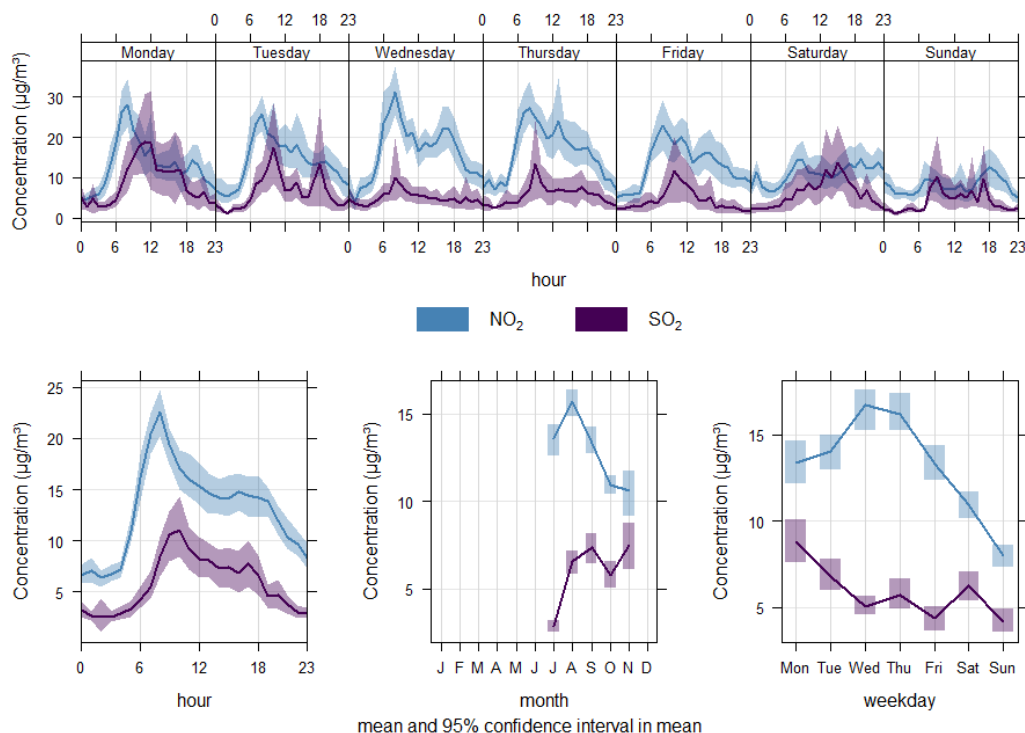 0 6 12 18 23 0 6 12 18 23 0 6 12 18 23
Monday Tuesday Wednesday Thursday Friday Saturday Sunday
Concentration (µg/m³)
30
20
10
0
0 6 12 18 23 0 6 12 18 23 0 6 12 18 23 0 6 12 18 23
hour
NO₂ SO₂
Concentration (µg/m³)
25
20
15
10
5
0 6 12 18 23
hour
Concentration (µg/m³)
15
10
5
J F M A M J J A S O N D
month
Concentration (µg/m³)
15
10
5
Mon Tue Wed Thu Fri Sat Sun
weekday
mean and 95% confidence interval in mean